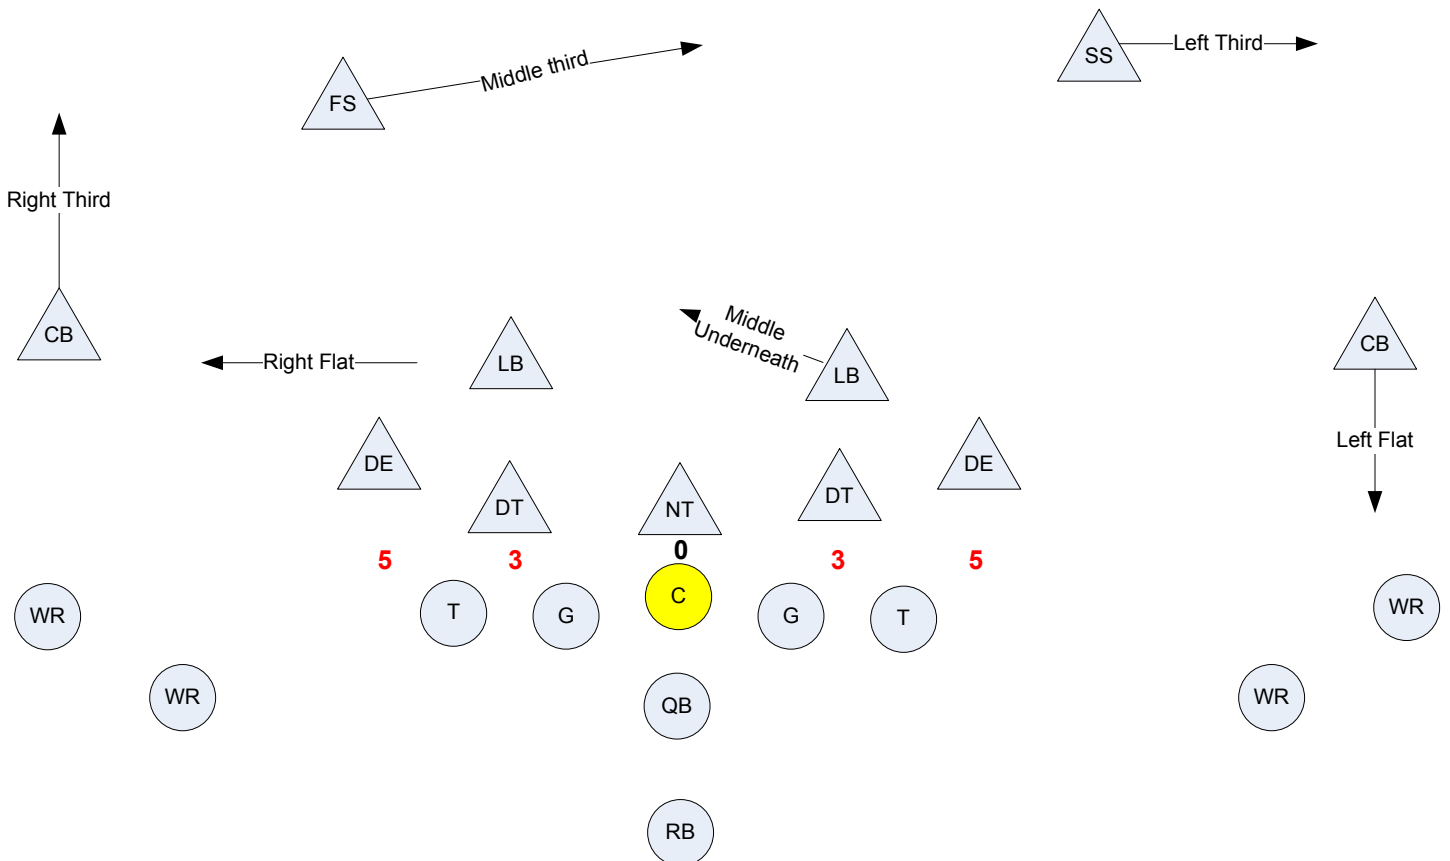 SS
Left Third
FS
Middle third
Right Third
CB
Right Flat
LB
Middle
Underneath
LB
CB
Left Flat
DE
DT
NT
DT
DE
5
3
0
3
5
WR
T
G
C
G
T
WR
WR
QB
WR
RB